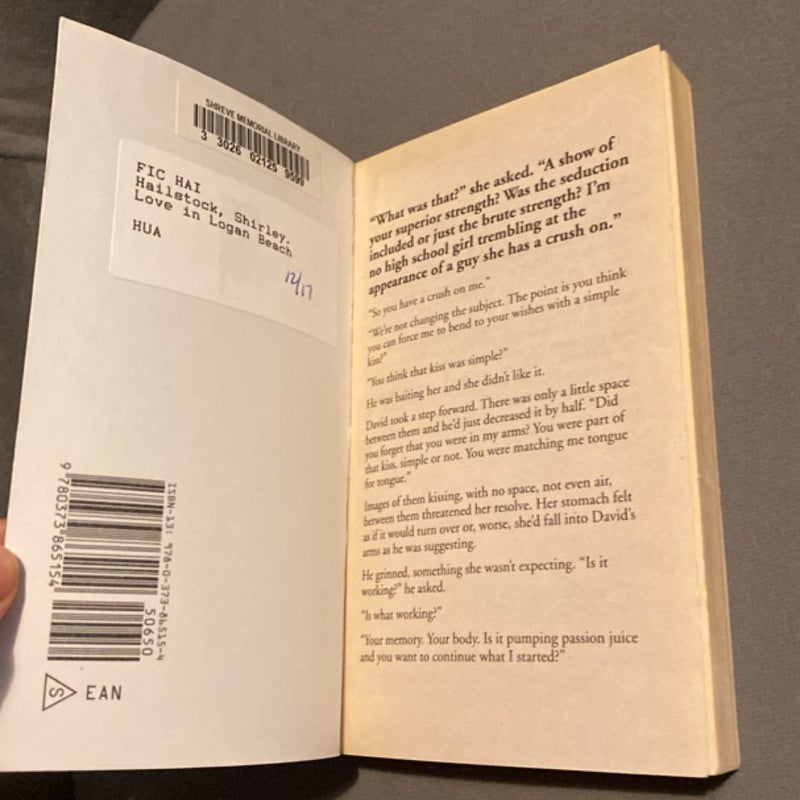 SHREVE MEMORIAL LIBRARY
3 3026 02125 9599
FIC HAI
Hailstock, Shirley.
Love in Logan Beach
HUA
12/17
ISBN-13: 978-0-373-86515-4
9 780373 865154
50650
S EAN
"What was that?" she asked. "A show of
your superior strength? Was the seduction
included or just the brute strength? I'm
no high school girl trembling at the
appearance of a guy she has a crush on."
"So you have a crush on me."
"We're not changing the subject. The point is you think
you can force me to bend to your wishes with a simple
kiss?"
"You think that kiss was simple?"
He was baiting her and she didn't like it.
David took a step forward. There was only a little space
between them and he'd just decreased it by half. "Did
you forget that you were in my arms? You were part of
that kiss, simple or not. You were matching me tongue
for tongue."
Images of them kissing, with no space, not even air,
between them threatened her resolve. Her stomach felt
as if it would turn over or, worse, she'd fall into David's
arms as he was suggesting.
He grinned, something she wasn't expecting. "Is it
working?" he asked.
"Is what working?"
"Your memory. Your body. Is it pumping passion juice
and you want to continue what I started?"